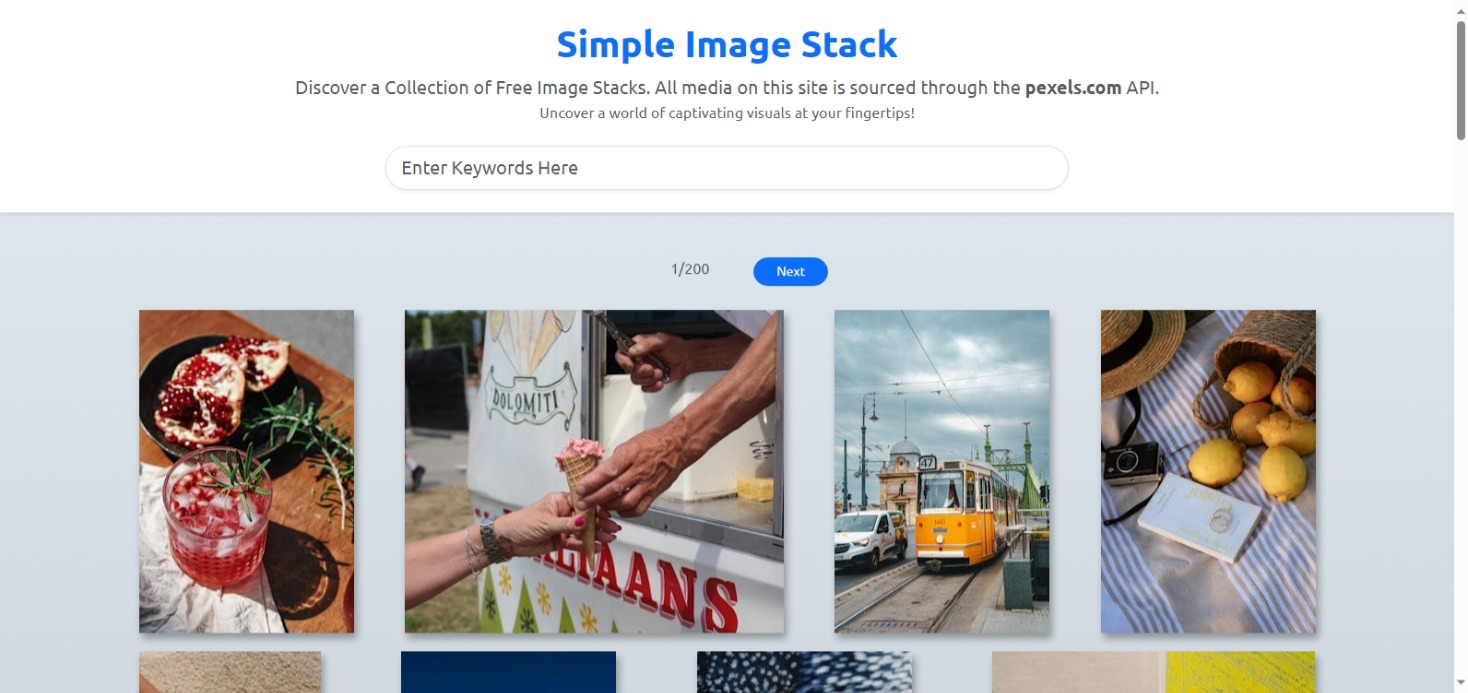 Simple Image Stack
Discover a Collection of Free Image Stacks. All media on this site is sourced through the pexels.com API.
Uncover a world of captivating visuals at your fingertips!
Enter Keywords Here
1/200
Next
DOLOMITI
47
IAANS